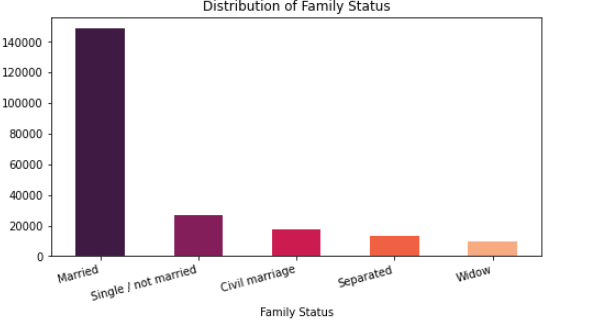 Distribution of Family Status
140000
120000
100000
80000
60000
40000
20000
0
Married
Single / not married
Civil marriage
Separated
Widow
Family Status